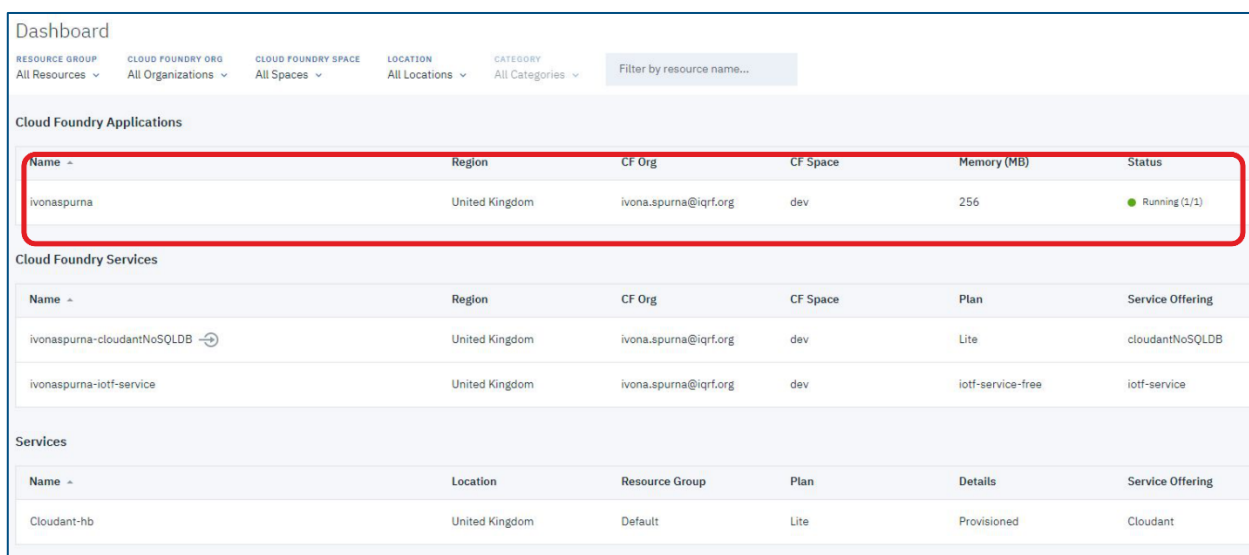 Dashboard
RESOURCE GROUP CLOUD FOUNDRY ORG CLOUD FOUNDRY SPACE LOCATION CATEGORY
All Resources All Organizations All Spaces All Locations All Categories Filter by resource name...
Cloud Foundry Applications
Name Region CF Org CF Space Memory (MB) Status
ivonaspurna United Kingdom ivona.spurna@iqrf.org dev 256 Running (1/1)
Cloud Foundry Services
Name Region CF Org CF Space Plan Service Offering
ivonaspurna-cloudantNoSQLDB United Kingdom ivona.spurna@iqrf.org dev Lite cloudantNoSQLDB
ivonaspurna-iotf-service United Kingdom ivona.spurna@iqrf.org dev iotf-service-free iotf-service
Services
Name Location Resource Group Plan Details Service Offering
Cloudant-hb United Kingdom Default Lite Provisioned Cloudant